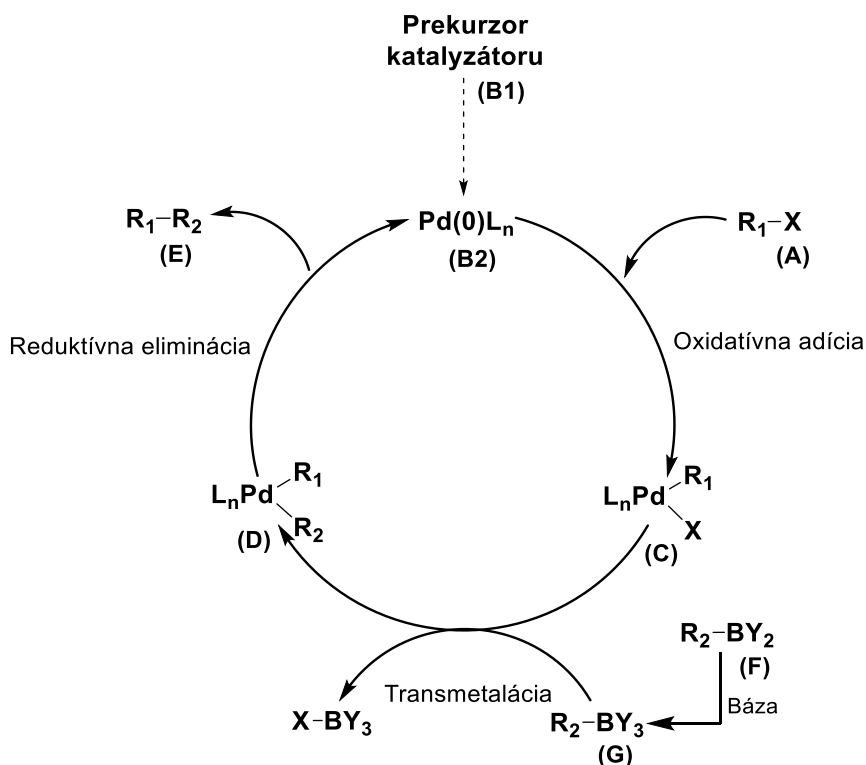 Prekurzor
katalyzátoru
(B1)
R₁–R₂
(E)
Pd(0)Lₙ
(B2)
R₁–X
(A)
Reduktívna eliminácia
Oxidatívna adícia
LₙPd
R₁
R₂
(D)
LₙPd
R₁
X
(C)
R₂–BY₂
(F)
Báza
Transmetalácia
X–BY₃
R₂–BY₃
(G)